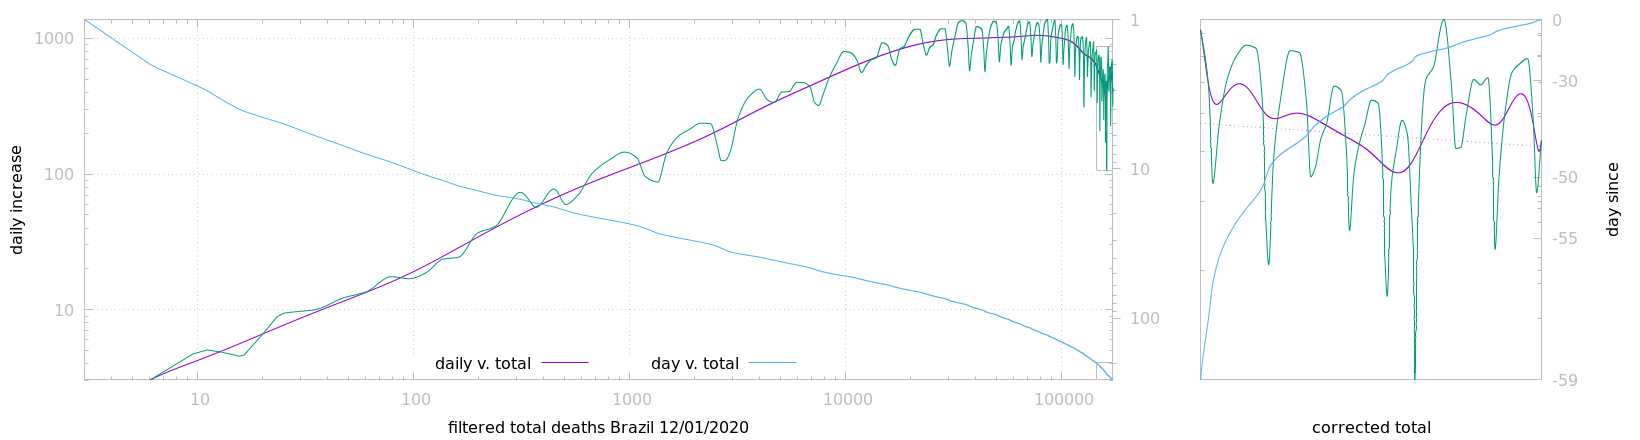 daily increase
1000
100
10
daily v. total
day v. total
10
100
1000
10000
100000
filtered total deaths Brazil 12/01/2020
1
10
100
0
-30
-50
-55
-59
day since
corrected total